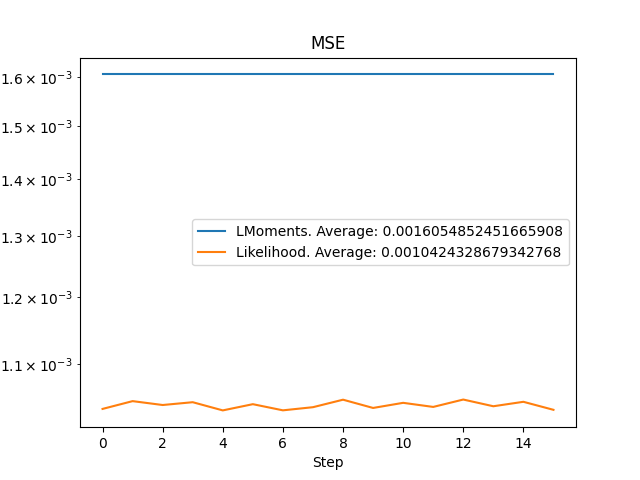 MSE
1.6 × 10⁻³
1.5 × 10⁻³
1.4 × 10⁻³
1.3 × 10⁻³
1.2 × 10⁻³
1.1 × 10⁻³
LMoments. Average: 0.0016054852451665908
Likelihood. Average: 0.0010424328679342768
0 2 4 6 8 10 12 14
Step